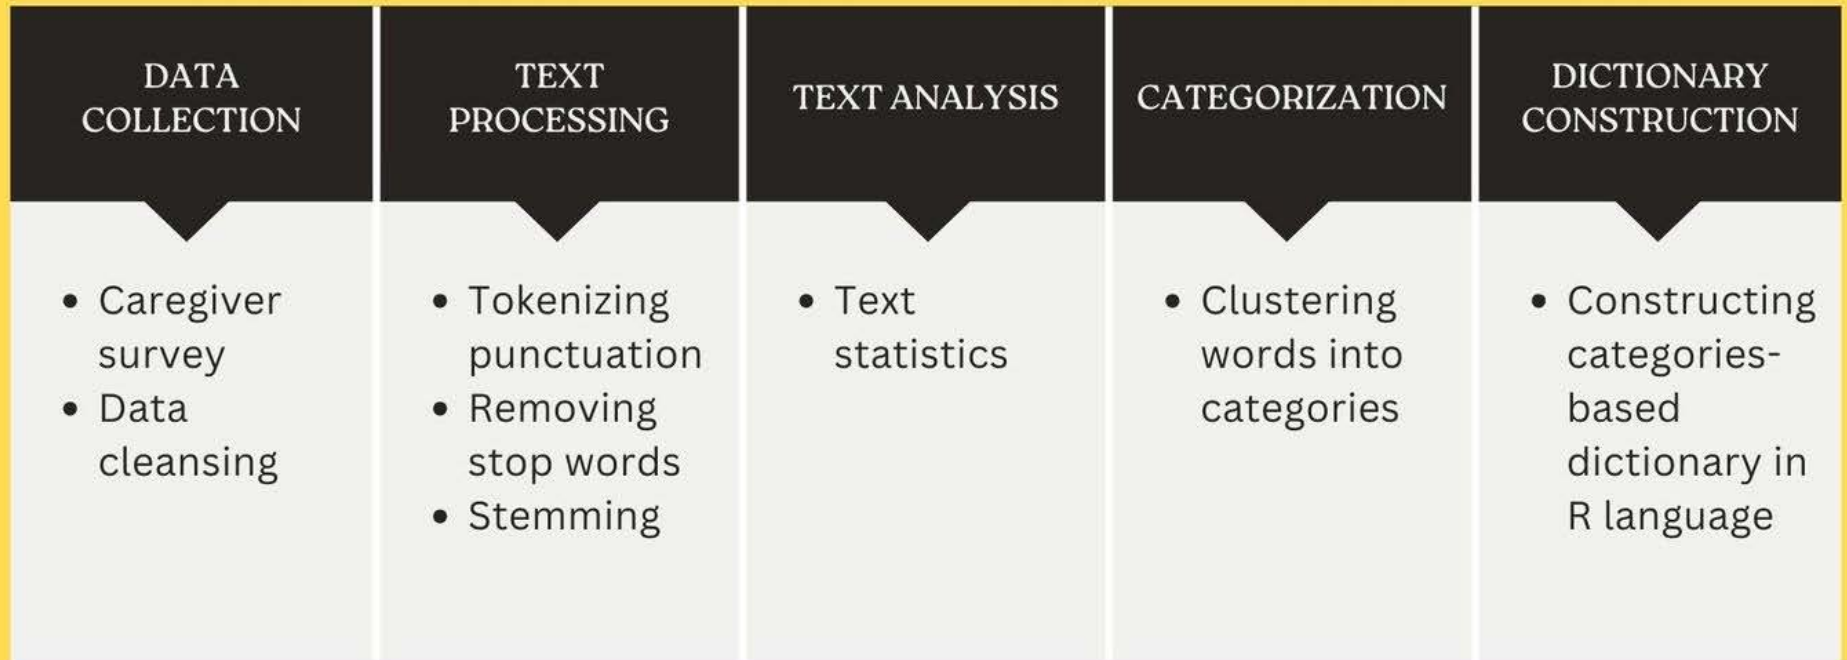 DATA
COLLECTION
• Caregiver
survey
• Data
cleansing
TEXT
PROCESSING
• Tokenizing
punctuation
• Removing
stop words
• Stemming
TEXT ANALYSIS
• Text
statistics
CATEGORIZATION
• Clustering
words into
categories
DICTIONARY
CONSTRUCTION
• Constructing
categories-
based
dictionary in
R language